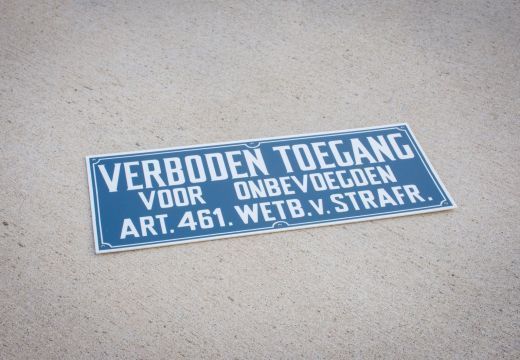 VERBODEN TOEGANG
VOOR ONBEVOEGDEN
ART. 461. WETB. V. STRAFR.